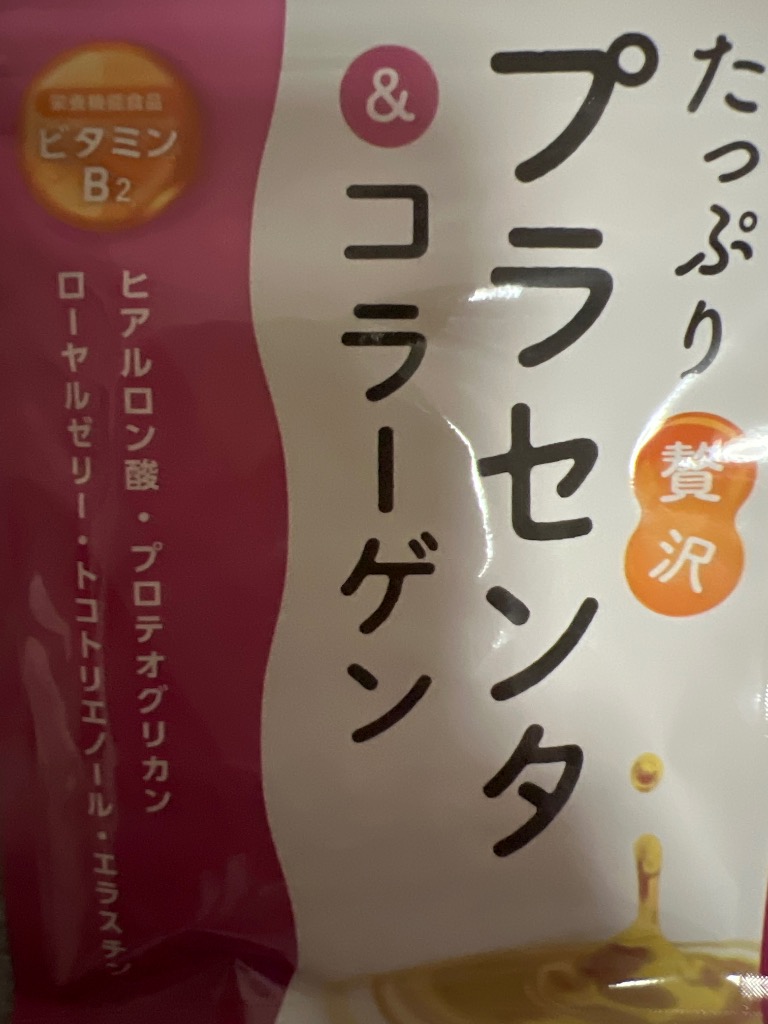 たっぷり
贅沢
プラセンタ
&
コラーゲン
栄養機能食品
ビタミン
B2
ヒアルロン酸・プロテオグリカン
ローヤルゼリー・トコトリエノール・エラスチン